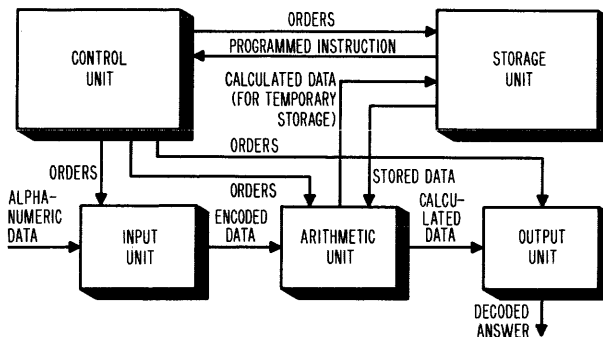 ORDERS
PROGRAMMED INSTRUCTION
CONTROL
UNIT
STORAGE
UNIT
CALCULATED DATA
(FOR TEMPORARY
STORAGE)
ORDERS
ORDERS
ORDERS
STORED DATA
ALPHA-
NUMERIC
DATA
ENCODED
DATA
CALCU-
LATED
DATA
INPUT
UNIT
ARITHMETIC
UNIT
OUTPUT
UNIT
DECODED
ANSWER